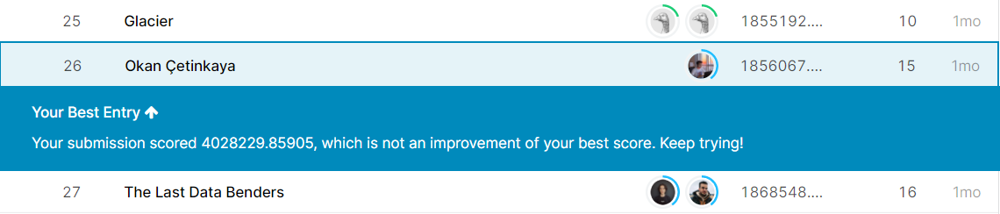 25 Glacier 1855192.... 10 1mo
26 Okan Çetinkaya 1856067.... 15 1mo
Your Best Entry
Your submission scored 4028229.85905, which is not an improvement of your best score. Keep trying!
27 The Last Data Benders 1868548.... 16 1mo